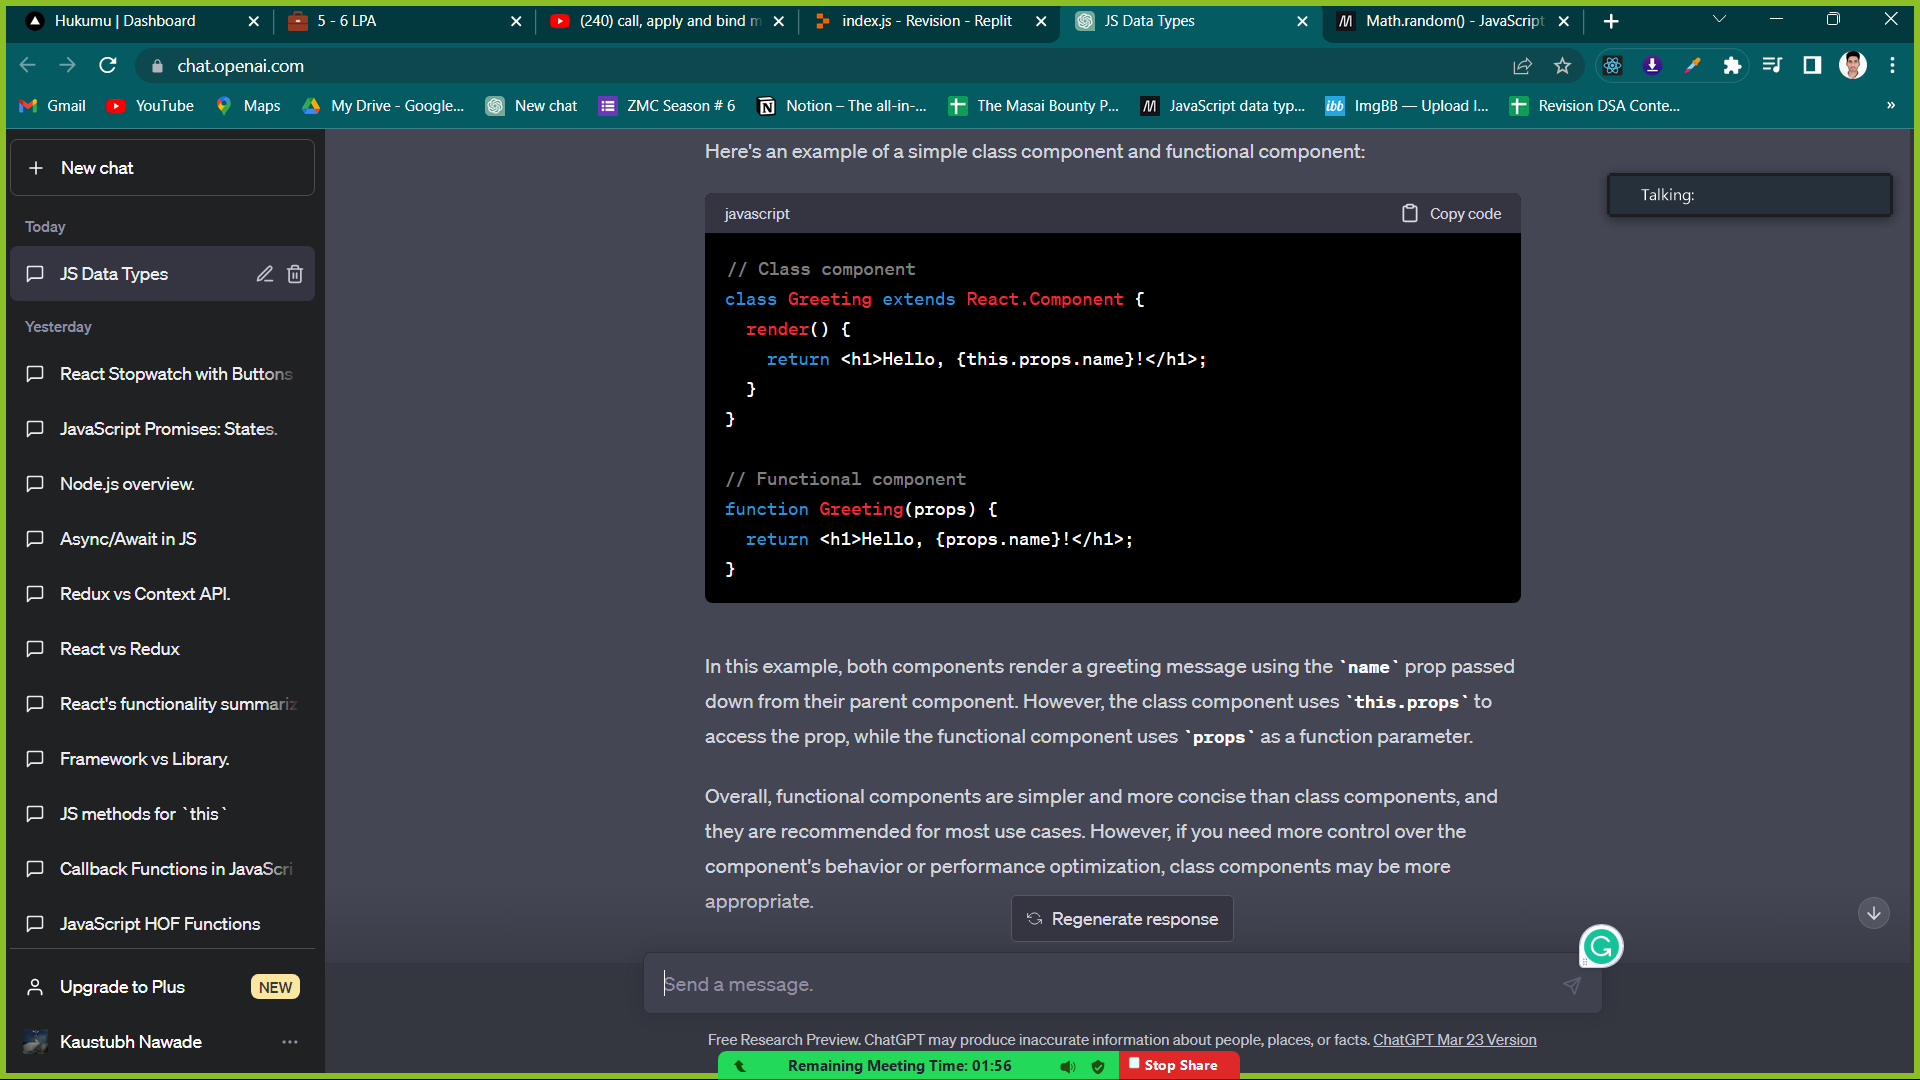 Hukumu | Dashboard
5 - 6 LPA
(240) call, apply and bind m
index.js - Revision - Replit
JS Data Types
Math.random() - JavaScript
chat.openai.com
Gmail
YouTube
Maps
My Drive - Google...
New chat
ZMC Season # 6
Notion – The all-in-...
The Masai Bounty P...
JavaScript data typ...
ibb ImgBB — Upload I...
Revision DSA Conte...
»
New chat
Today
JS Data Types
Yesterday
React Stopwatch with Buttons
JavaScript Promises: States.
Node.js overview.
Async/Await in JS
Redux vs Context API.
React vs Redux
React's functionality summariz
Framework vs Library.
JS methods for `this`
Callback Functions in JavaScri
JavaScript HOF Functions
Upgrade to Plus
NEW
Kaustubh Nawade
Here's an example of a simple class component and functional component:
javascript
Copy code
// Class component
class Greeting extends React.Component {
render() {
return <h1>Hello, {this.props.name}!</h1>;
}
}
// Functional component
function Greeting(props) {
return <h1>Hello, {props.name}!</h1>;
}
In this example, both components render a greeting message using the `name` prop passed
down from their parent component. However, the class component uses `this.props` to
access the prop, while the functional component uses `props` as a function parameter.
Overall, functional components are simpler and more concise than class components, and
they are recommended for most use cases. However, if you need more control over the
component's behavior or performance optimization, class components may be more
appropriate.
Regenerate response
Send a message.
Free Research Preview. ChatGPT may produce inaccurate information about people, places, or facts. ChatGPT Mar 23 Version
Talking:
Remaining Meeting Time: 01:56
Stop Share